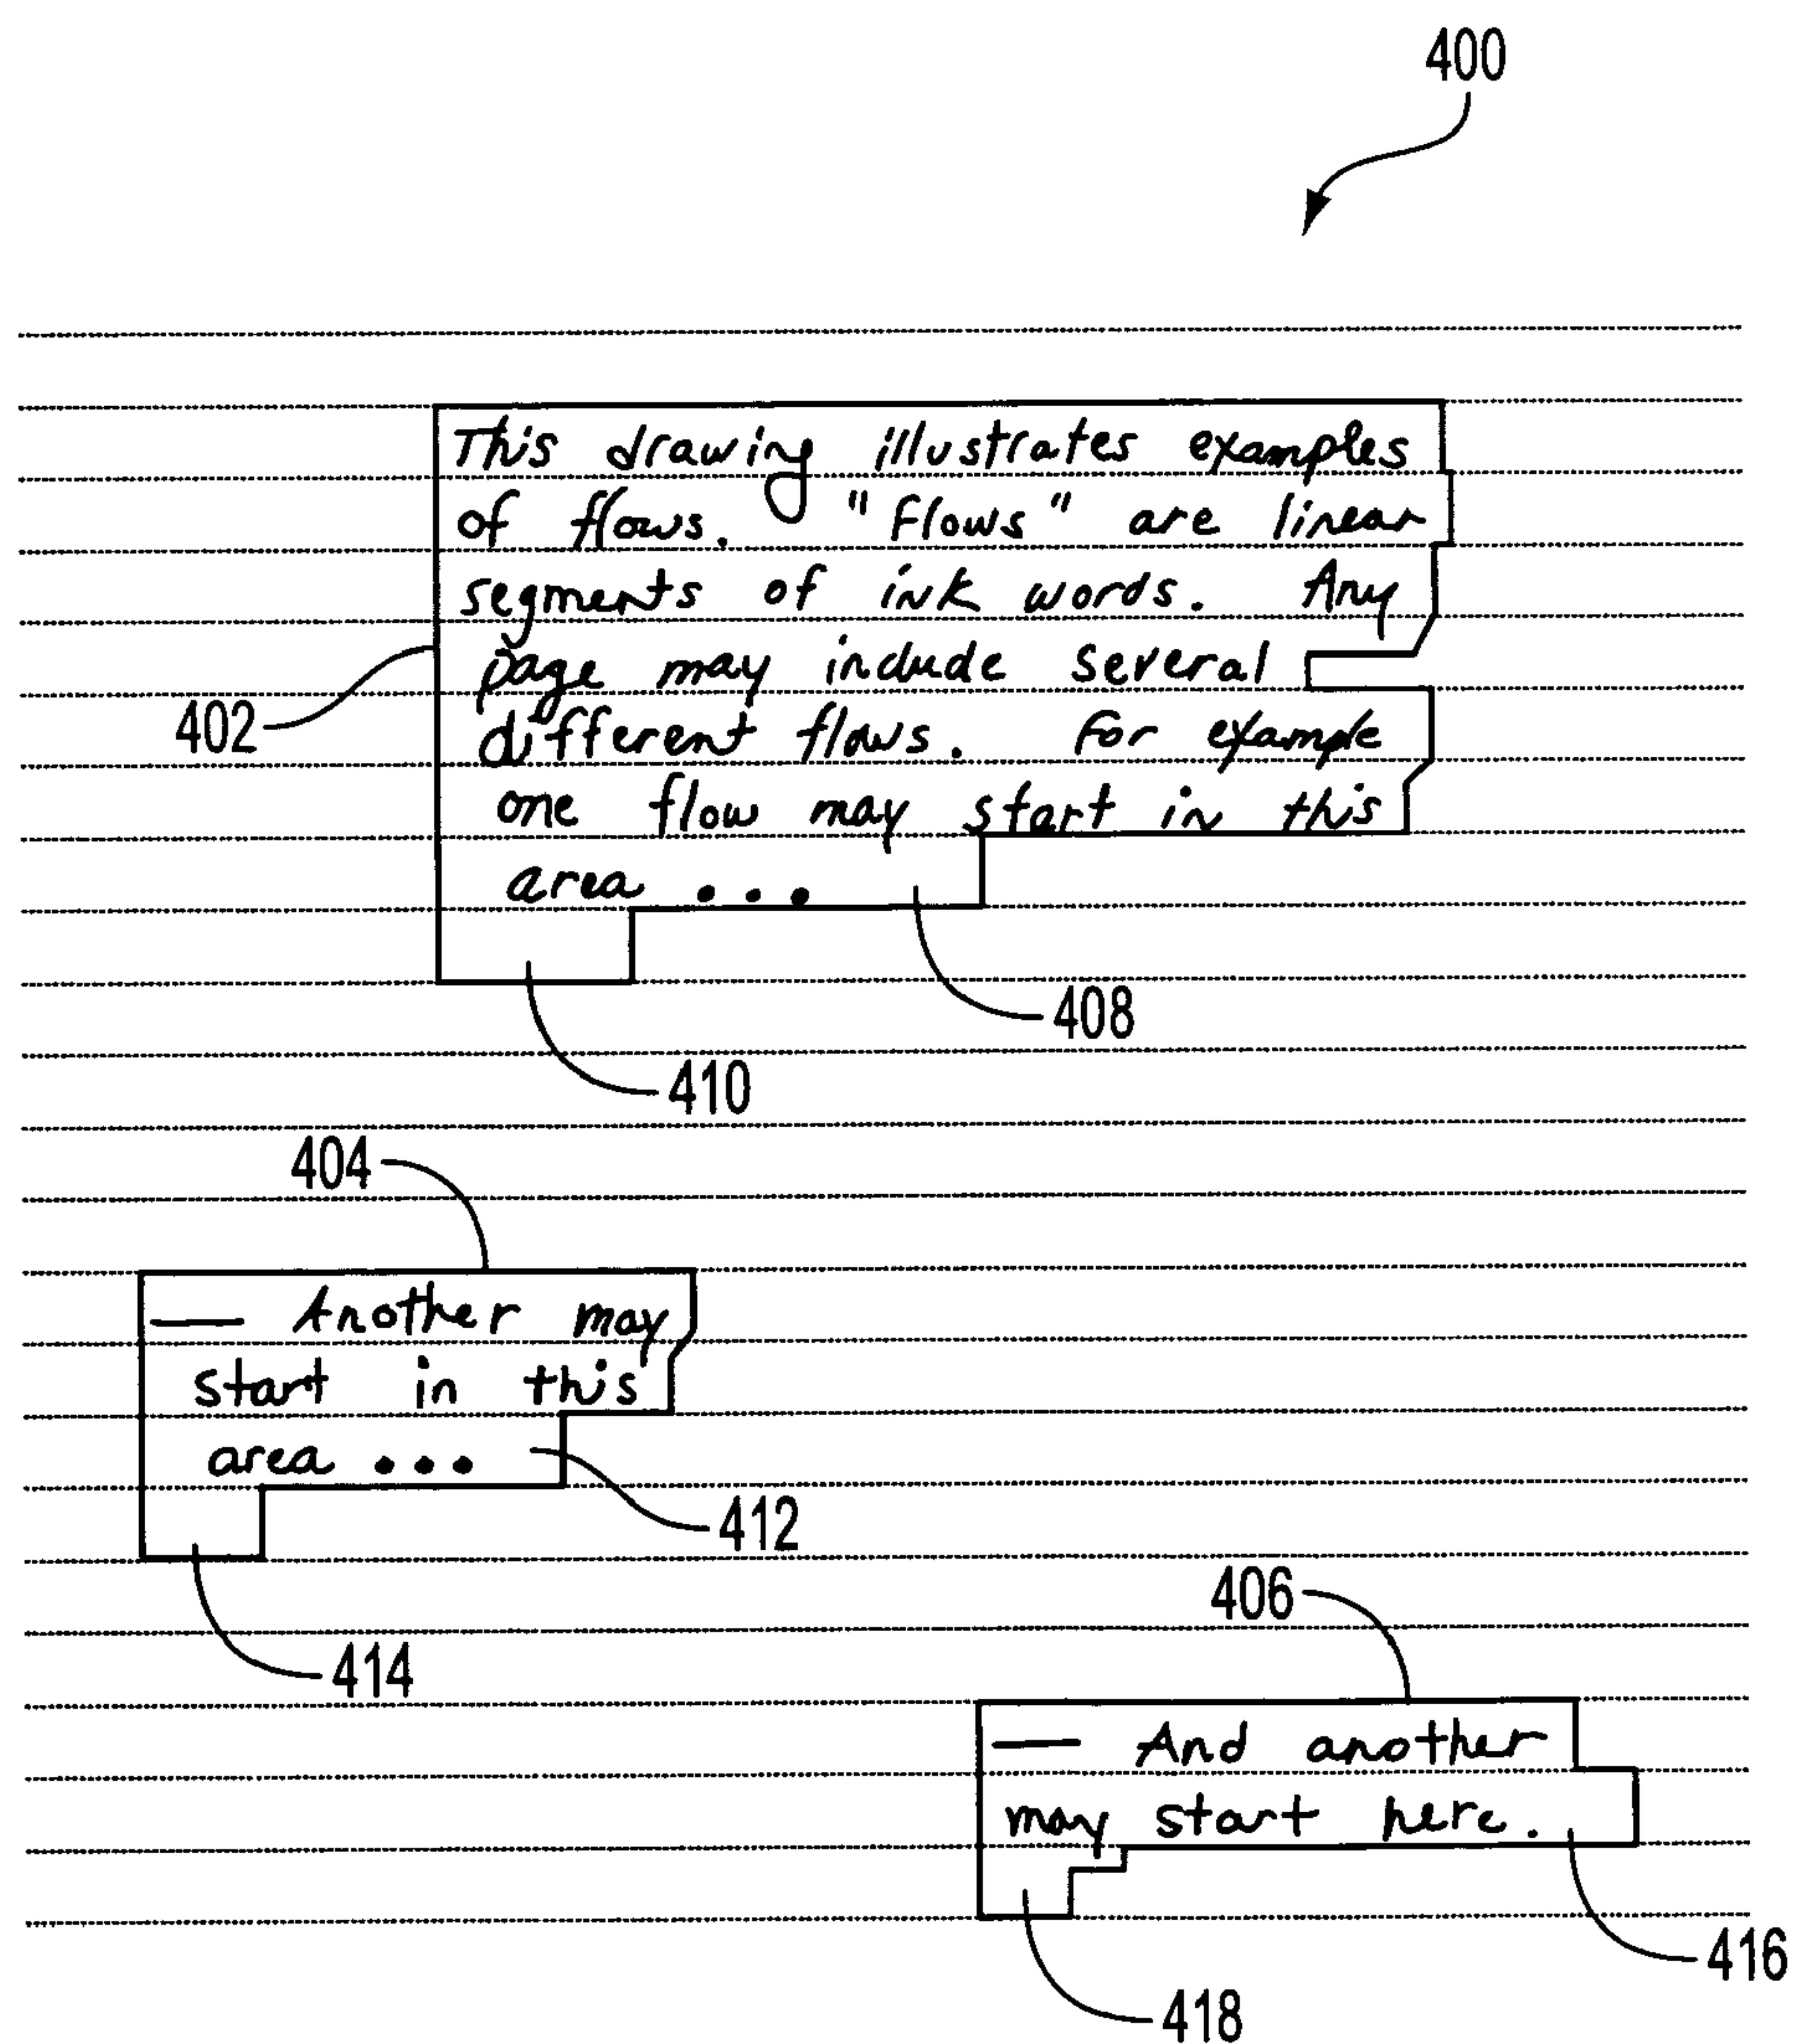 400
This drawing illustrates examples
of flows. "Flows" are linear
segments of ink words. Any
page may include several
402
different flows. For example
one flow may start in this
area ...
408
410
404
— Another may
start in this
area ...
412
406
414
— And another
may start here.
416
418